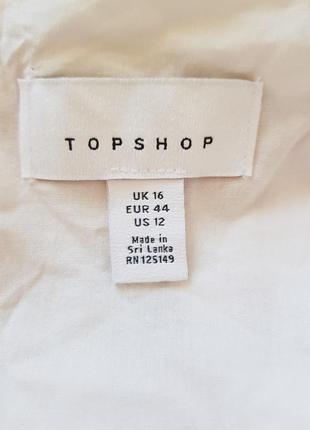 TOPSHOP
UK 16
EUR 44
US 12
Made in
Sri Lanka
RN 125149